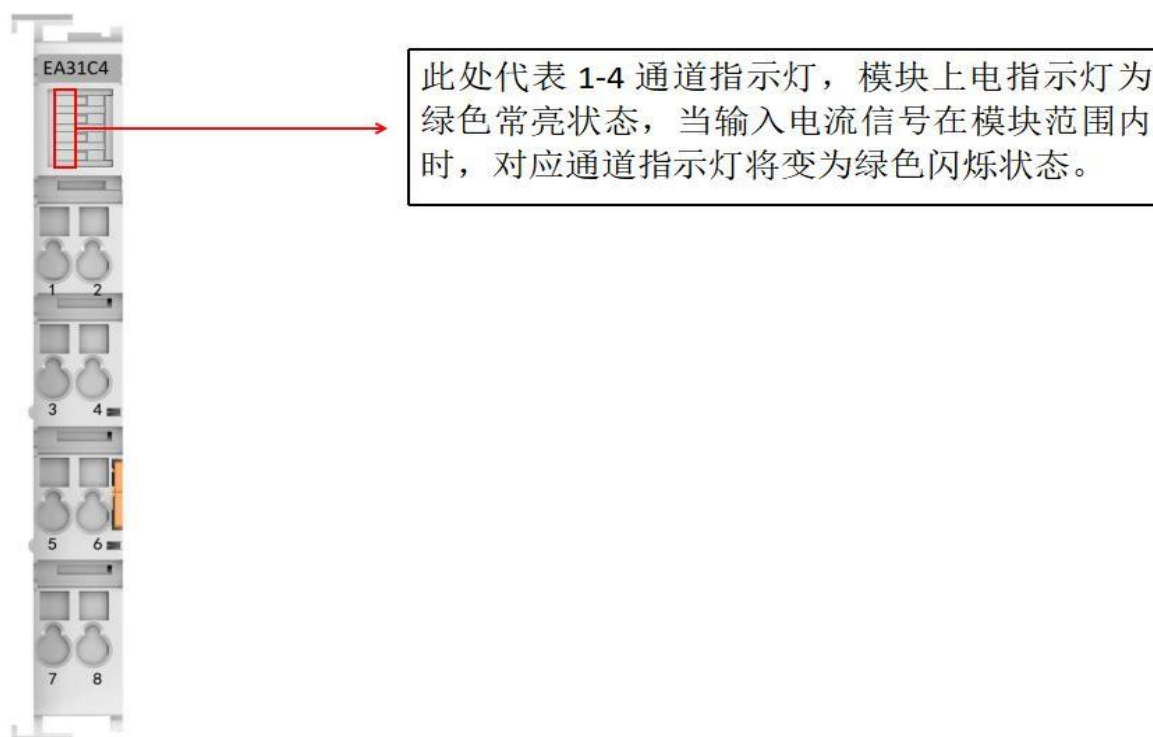 EA31C4
此处代表 1-4 通道指示灯，模块上电指示灯为
绿色常亮状态，当输入电流信号在模块范围内
时，对应通道指示灯将变为绿色闪烁状态。
1 2
3 4
5 6
7 8